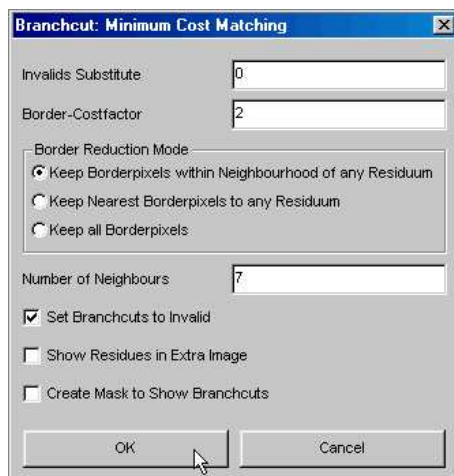 Branchcut: Minimum Cost Matching
Invalids Substitute 0
Border-Costfactor 2
Border Reduction Mode
Keep Borderpixels within Neighbourhood of any Residuum
Keep Nearest Borderpixels to any Residuum
Keep all Borderpixels
Number of Neighbours 7
Set Branchcuts to Invalid
Show Residues in Extra Image
Create Mask to Show Branchcuts
OK Cancel